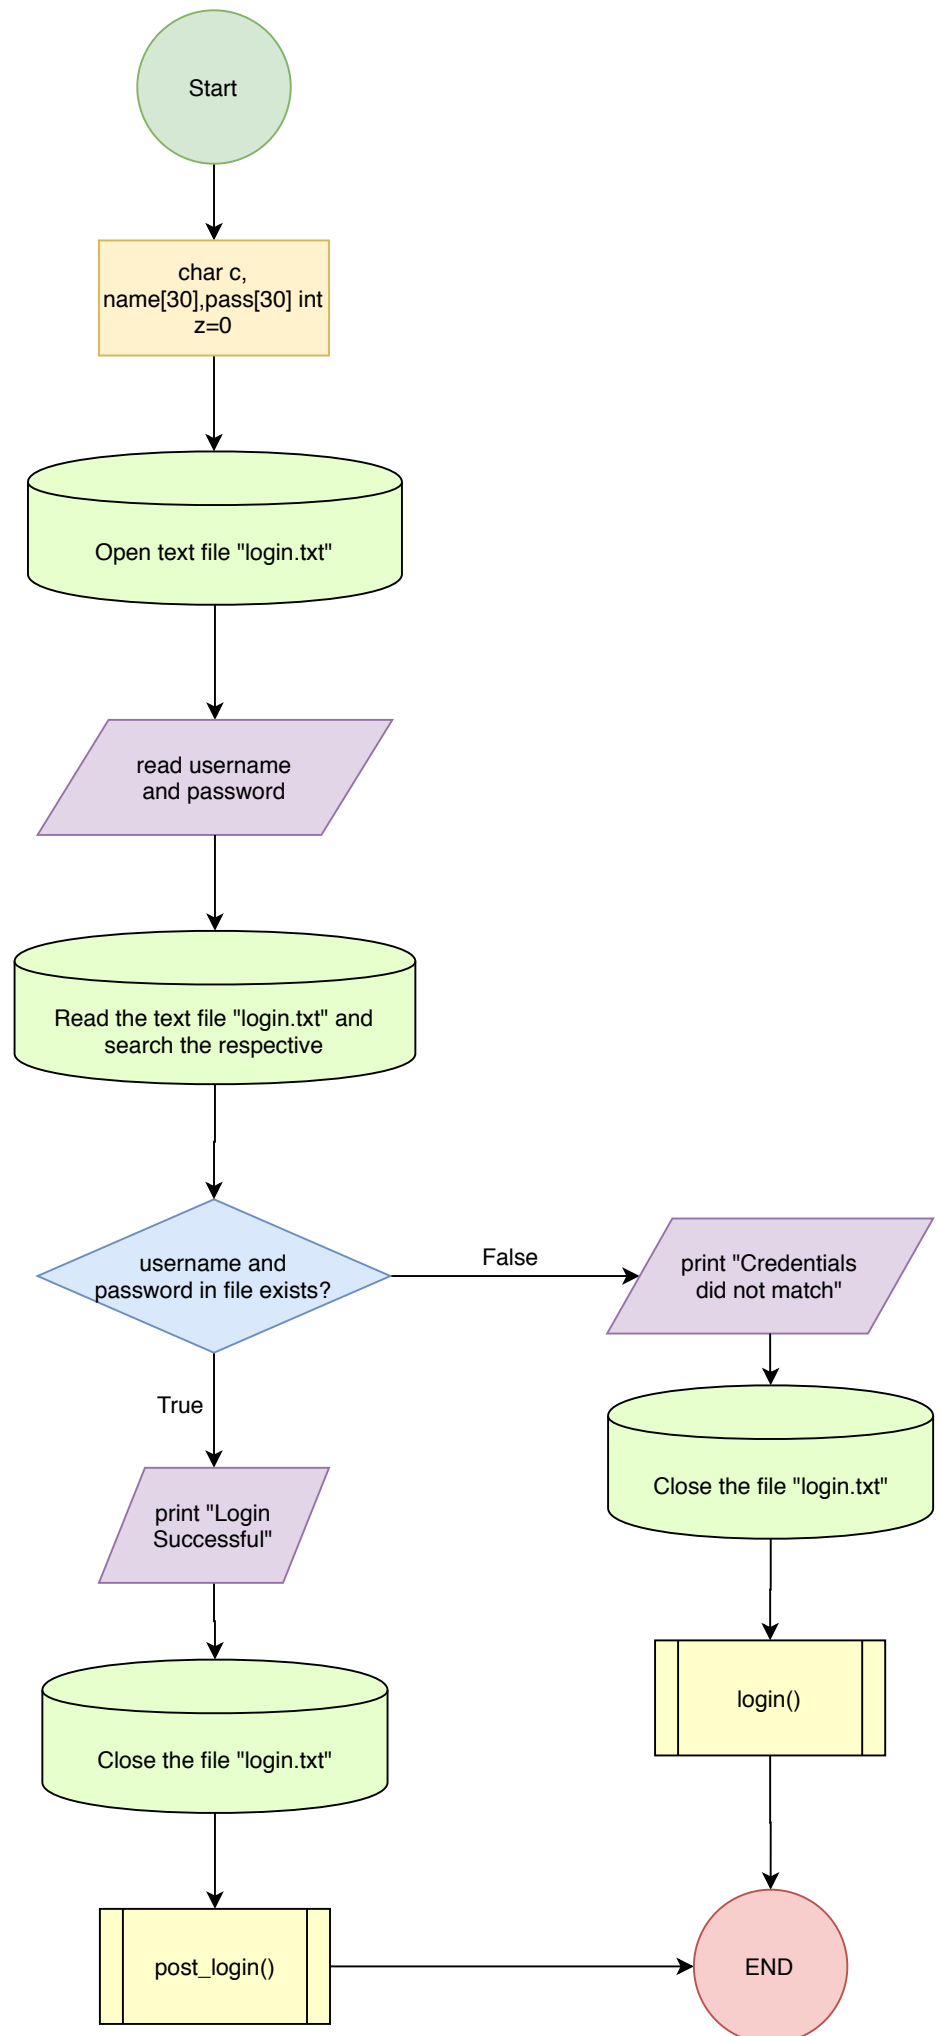 Start
char c,
name[30],pass[30] int
z=0
Open text file "login.txt"
read username
and password
Read the text file "login.txt" and
search the respective
username and
password in file exists?
False
print "Credentials
did not match"
True
Close the file "login.txt"
print "Login
Successful"
login()
Close the file "login.txt"
post_login()
END